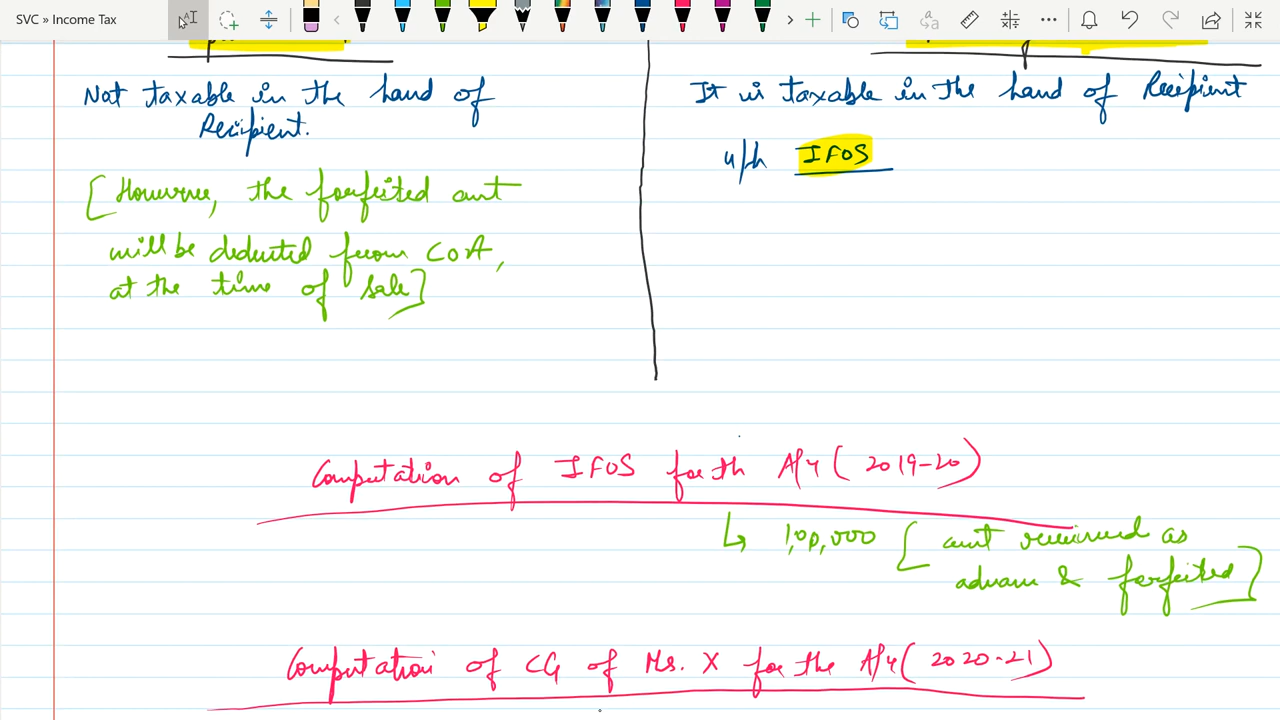 SVC » Income Tax
Not taxable in the hand of
Recipient.
[However, the forfeited amt
will be deducted from COA,
at the time of sale]
It is taxable in the hand of Recipient
u/h IFOS
Computation of IFOS for th A/Y (2019-20)
↳ 1,00,000 [amt received as
advam & forfeited]
Computation of CG of Ms. X for the A/Y (2020-21)